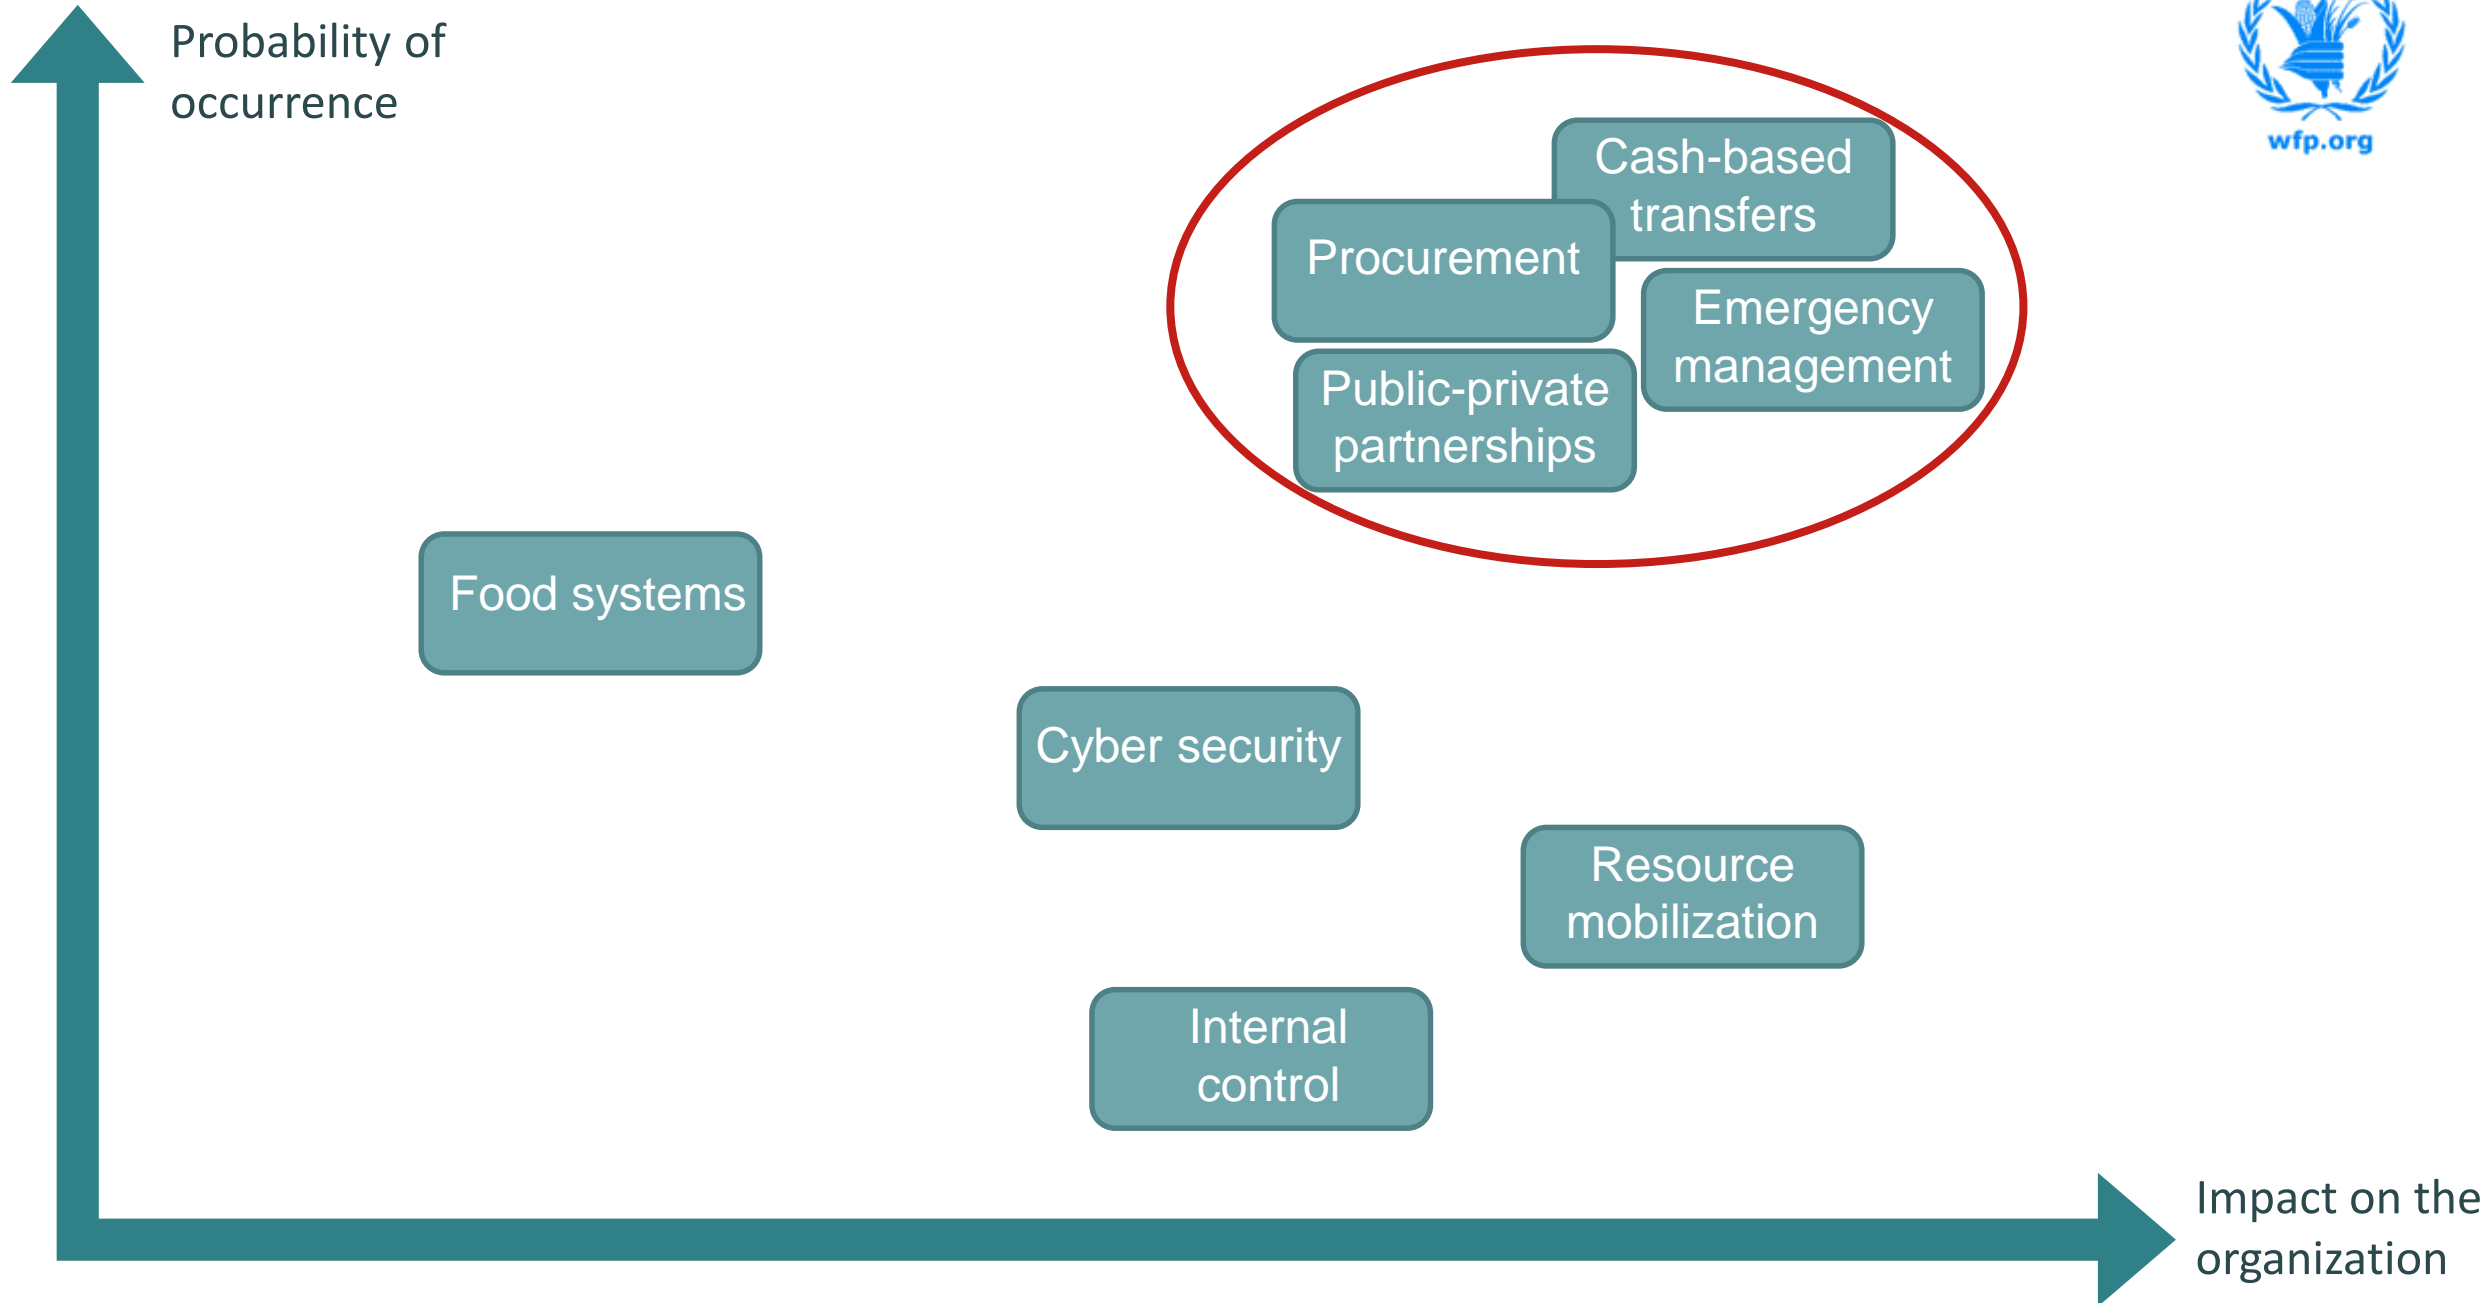 Probability of
occurrence
wfp.org
Cash-based
transfers
Procurement
Emergency
management
Public-private
partnerships
Food systems
Cyber security
Resource
mobilization
Internal
control
Impact on the
organization